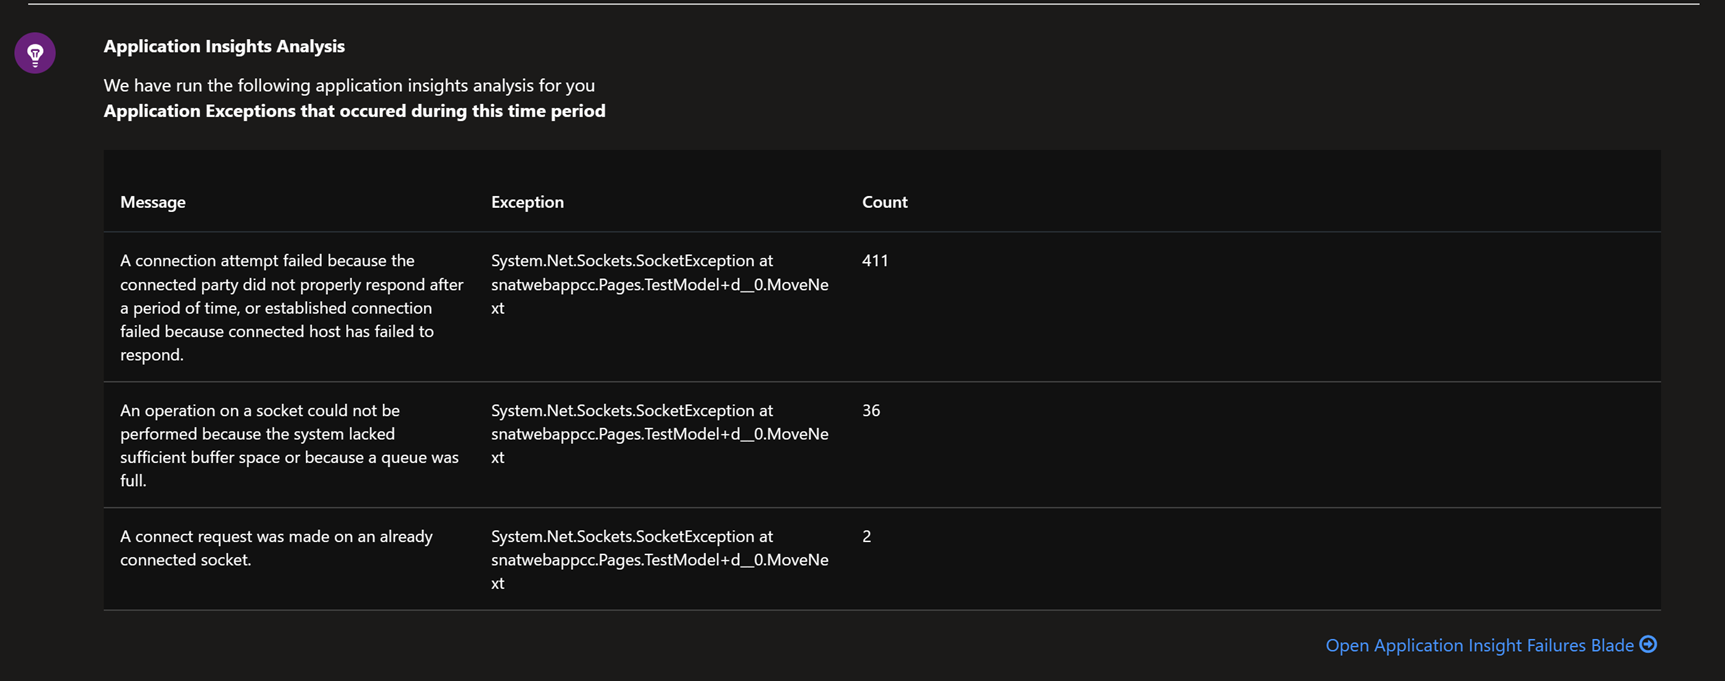 Application Insights Analysis
We have run the following application insights analysis for you
Application Exceptions that occured during this time period
Message Exception Count
A connection attempt failed because the
connected party did not properly respond after
a period of time, or established connection
failed because connected host has failed to
respond.
System.Net.Sockets.SocketException at
snatwebappcc.Pages.TestModel+d__0.MoveNe
xt
411
An operation on a socket could not be
performed because the system lacked
sufficient buffer space or because a queue was
full.
System.Net.Sockets.SocketException at
snatwebappcc.Pages.TestModel+d__0.MoveNe
xt
36
A connect request was made on an already
connected socket.
System.Net.Sockets.SocketException at
snatwebappcc.Pages.TestModel+d__0.MoveNe
xt
2
Open Application Insight Failures Blade